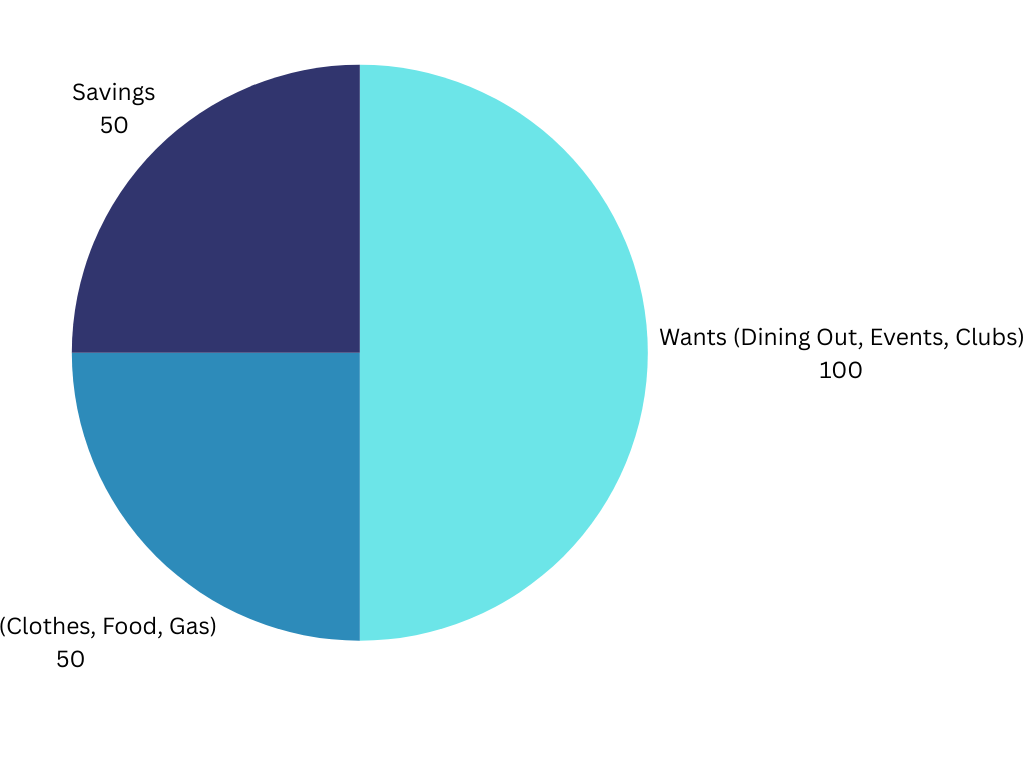 Savings
50
Wants (Dining Out, Events, Clubs)
100
(Clothes, Food, Gas)
50